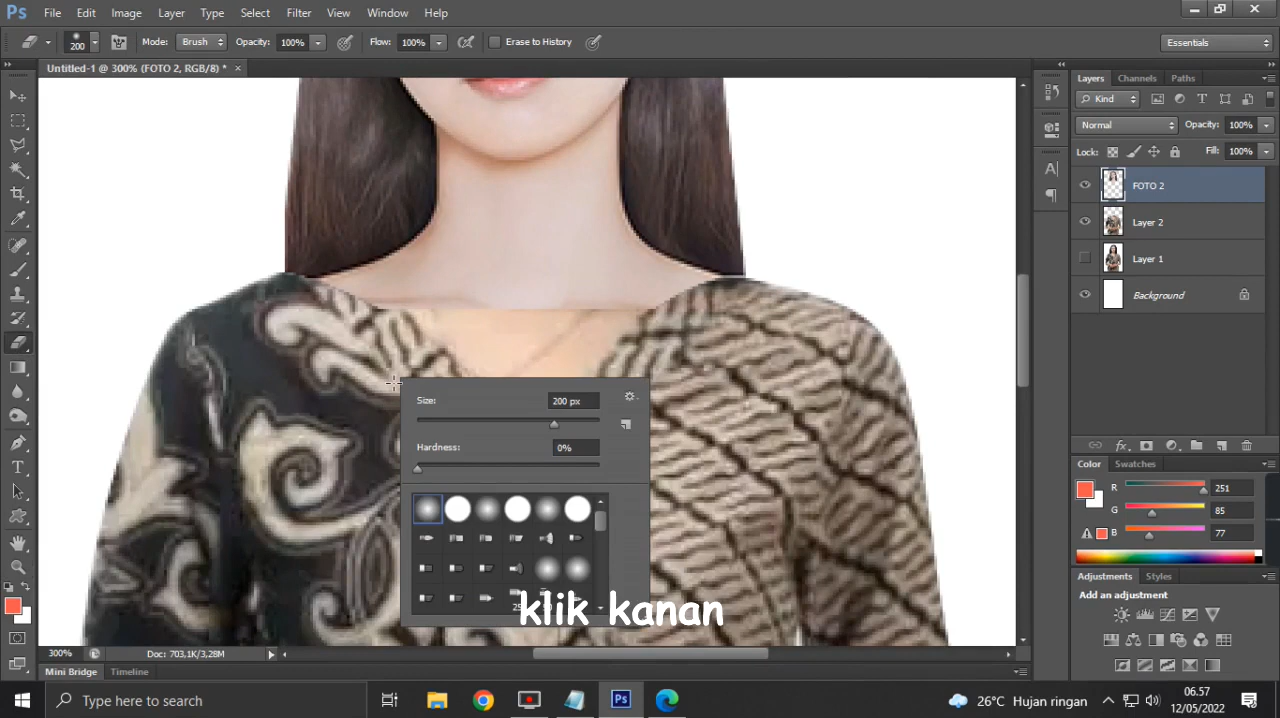 Ps File Edit Image Layer Type Select Filter View Window Help
200 Mode: Brush Opacity: 100% Flow: 100% Erase to History Essentials
Untitled-1 @ 300% (FOTO 2, RGB/8) * ×
Layers Channels Paths
Kind
Normal Opacity: 100%
Lock: Fill: 100%
FOTO 2
Layer 2
Layer 1
Background
Size: 200 px
Hardness: 0%
klik kanan
Color Swatches
R 251
G 85
B 77
Adjustments Styles
Add an adjustment
300% Doc: 703,1K/3,28M
Mini Bridge Timeline
Type here to search
Ps
26°C Hujan ringan
06.57
12/05/2022